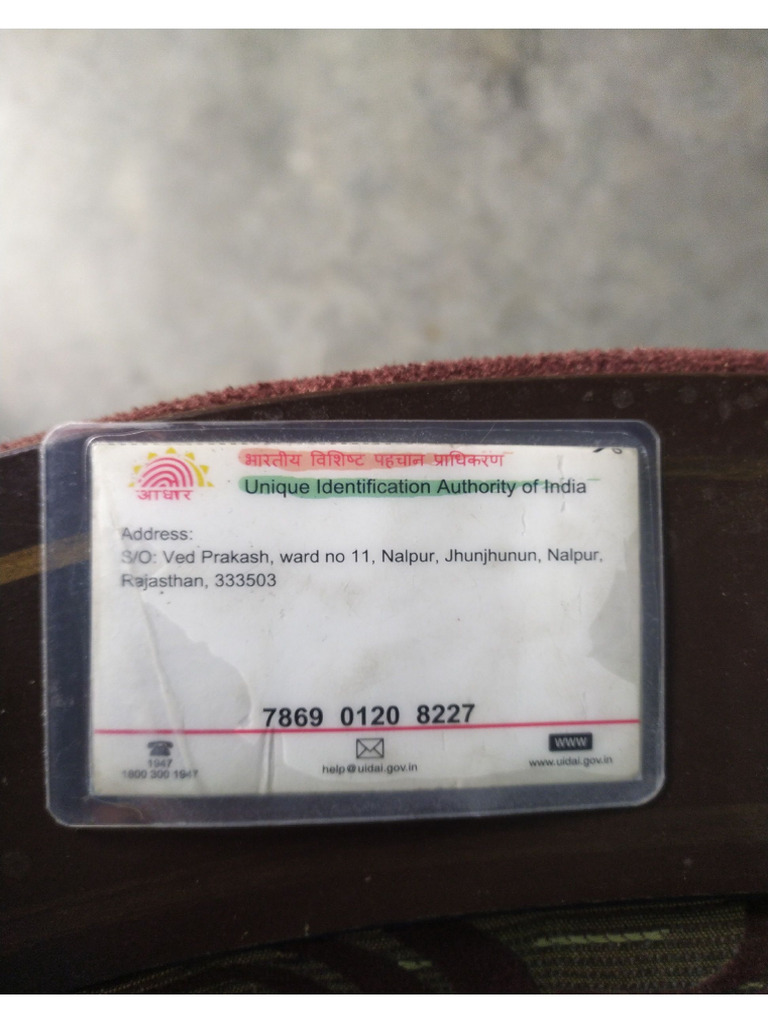 भारतीय विशिष्ट पहचान प्राधिकरण
आधार
Unique Identification Authority of India
Address:
S/O: Ved Prakash, ward no 11, Nalpur, Jhunjhunun, Nalpur,
Rajasthan, 333503
7869 0120 8227
1947
1800 300 1947
help@uidai.gov.in
www
www.uidai.gov.in